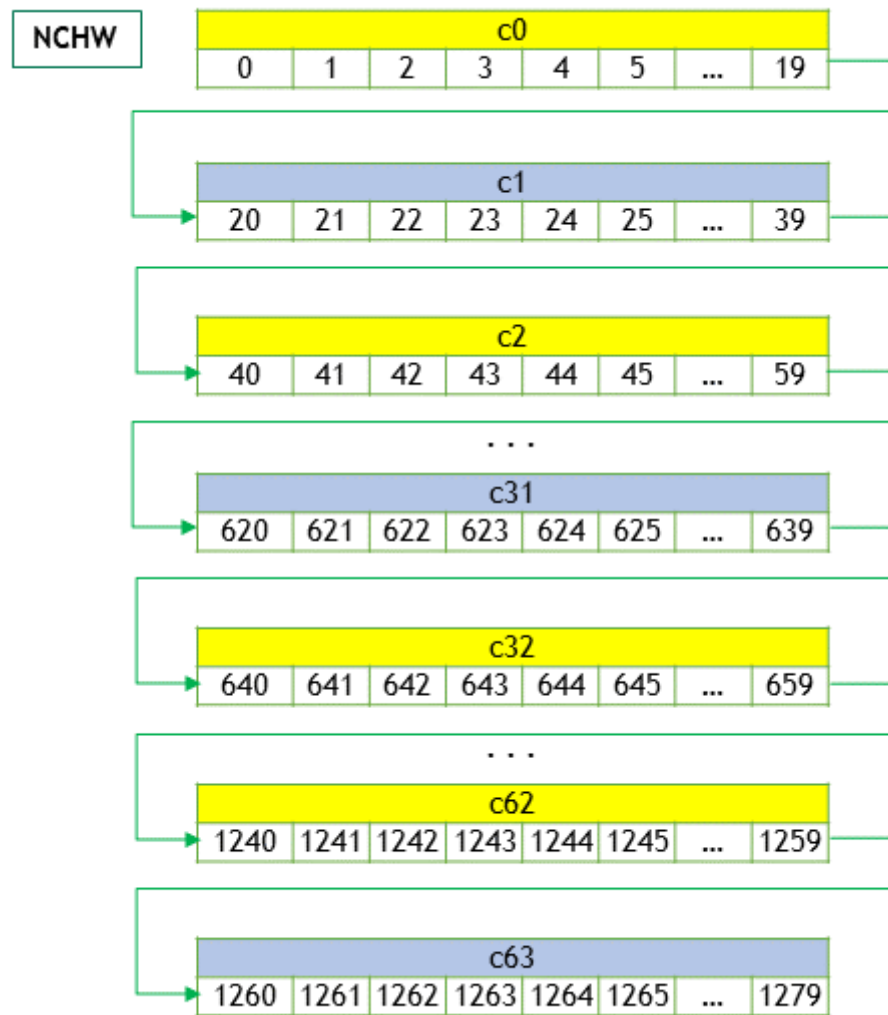 NCHW
c0
0 1 2 3 4 5 ... 19
c1
20 21 22 23 24 25 ... 39
c2
40 41 42 43 44 45 ... 59
. . .
c31
620 621 622 623 624 625 ... 639
c32
640 641 642 643 644 645 ... 659
. . .
c62
1240 1241 1242 1243 1244 1245 ... 1259
c63
1260 1261 1262 1263 1264 1265 ... 1279